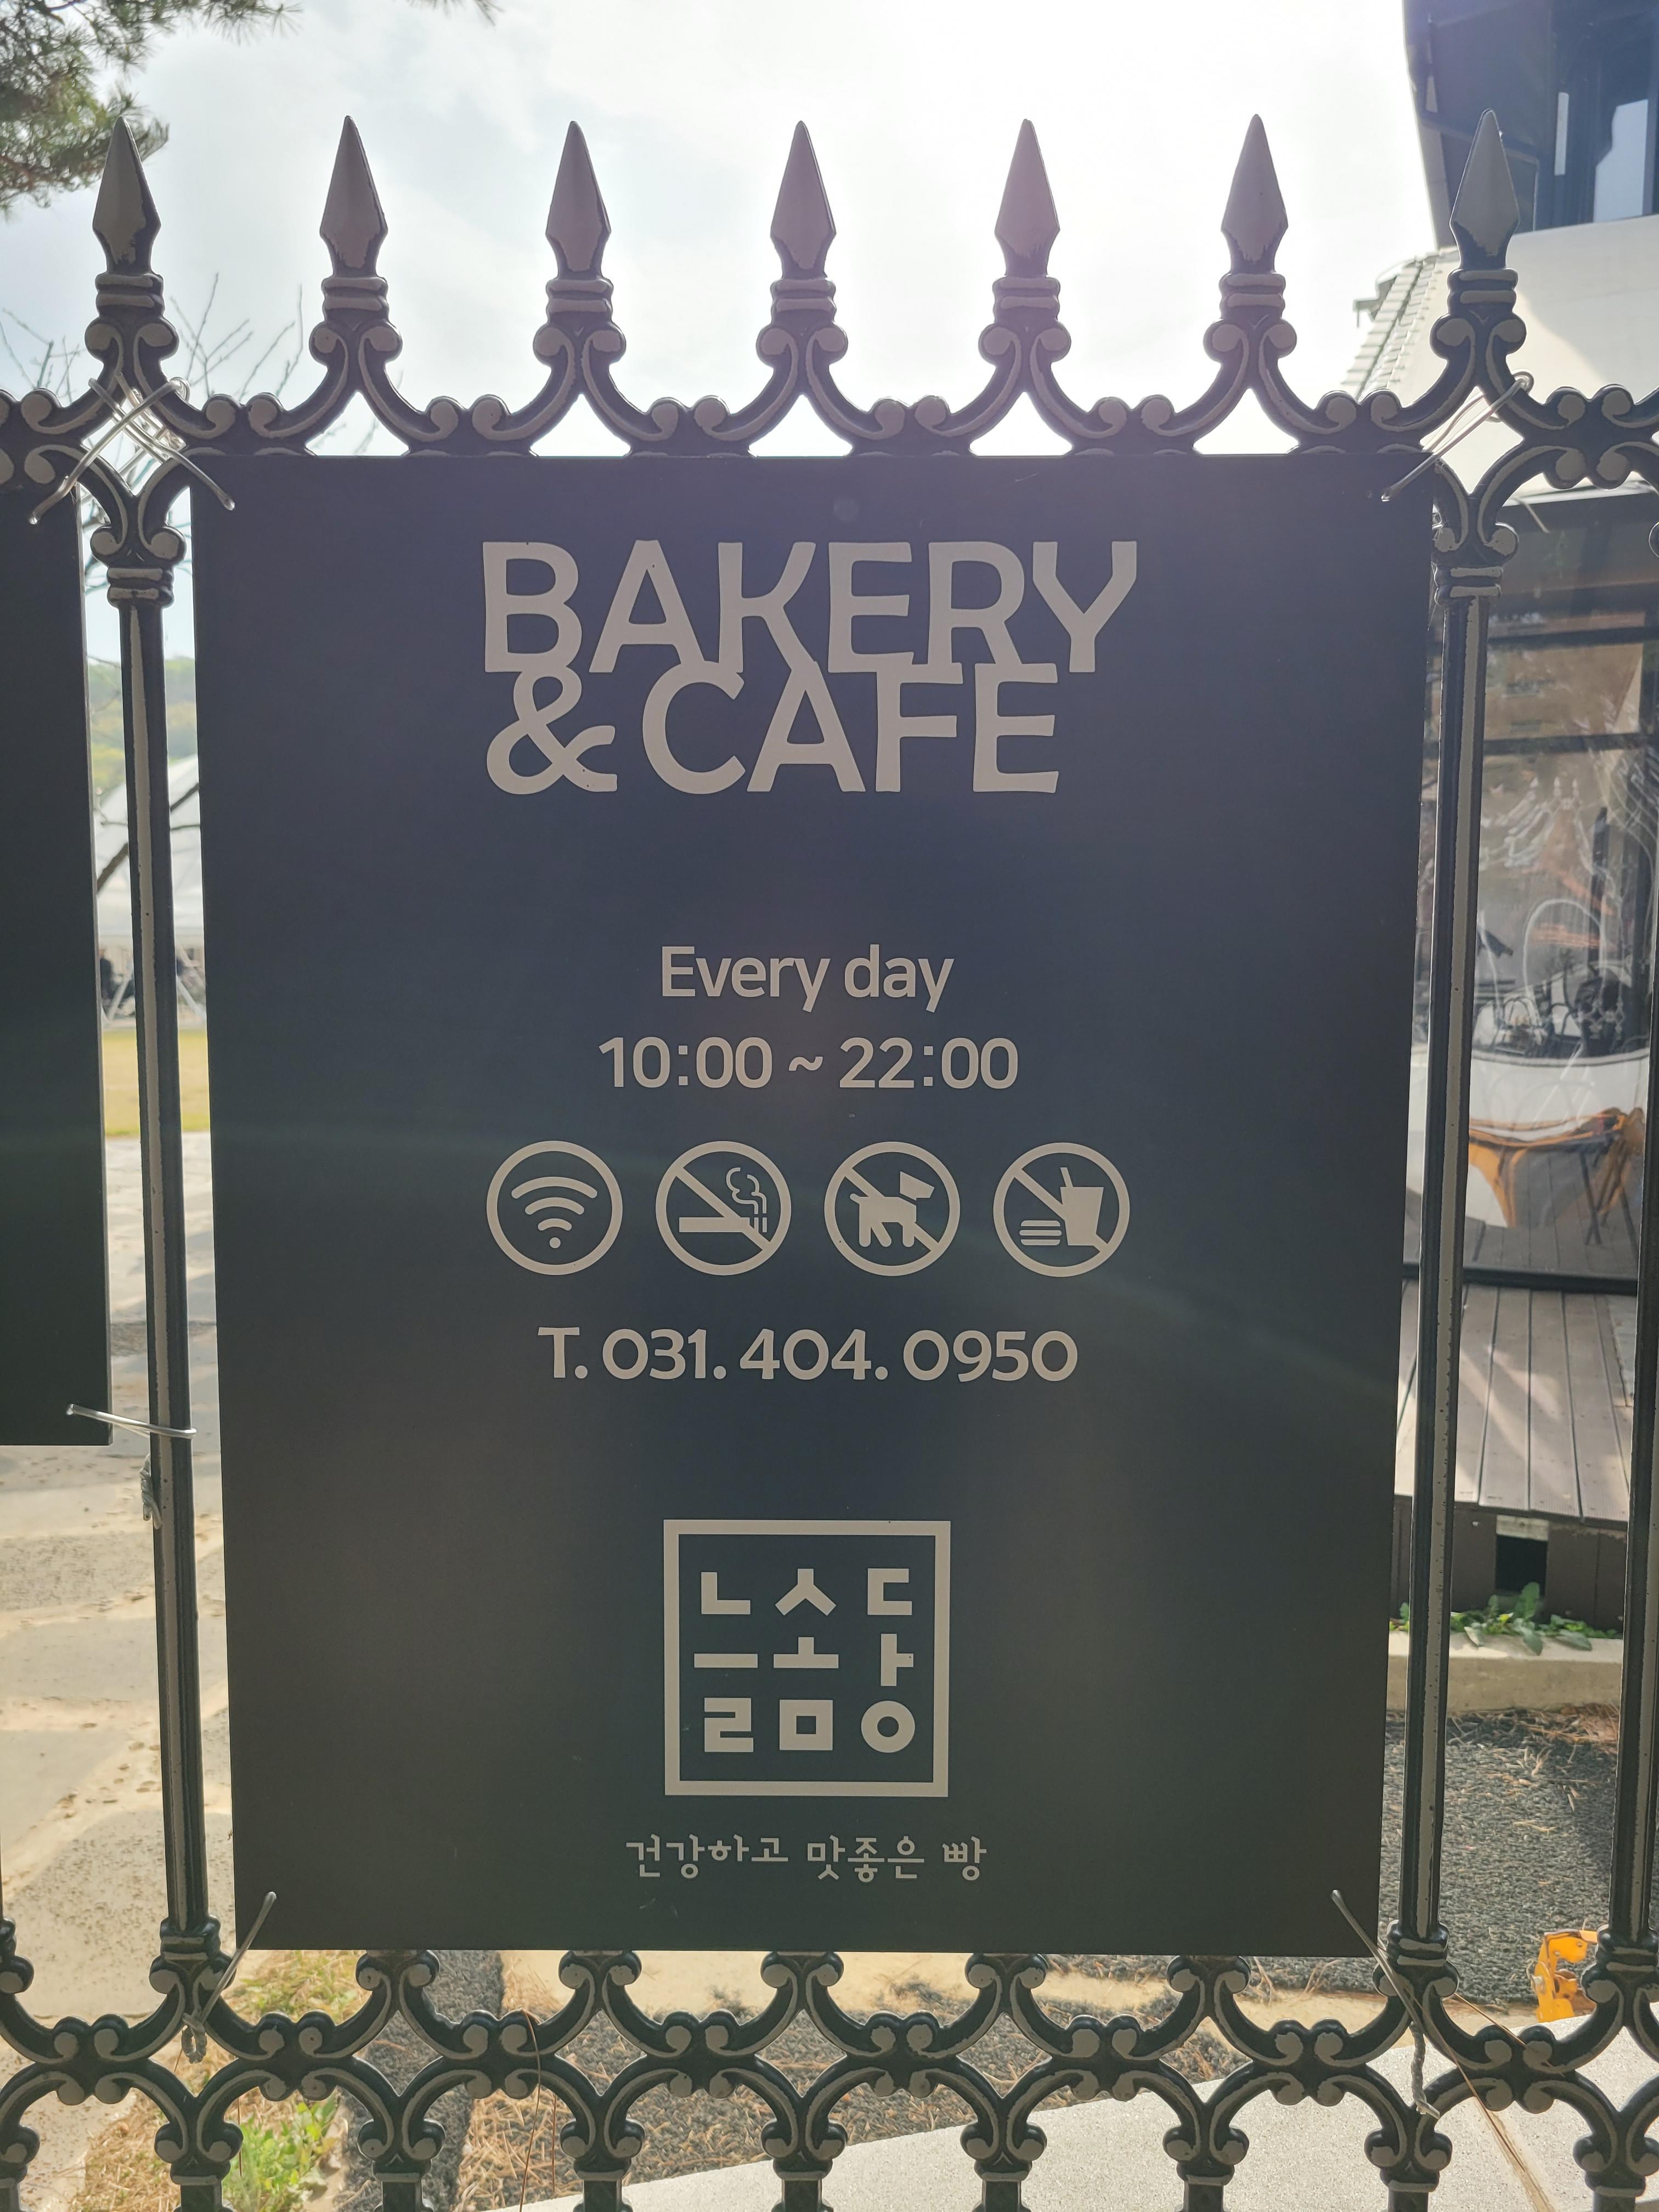 BAKERY
& CAFE
Every day
10:00 ~ 22:00
T. 031. 404. 0950
늘솜당
건강하고 맛좋은 빵